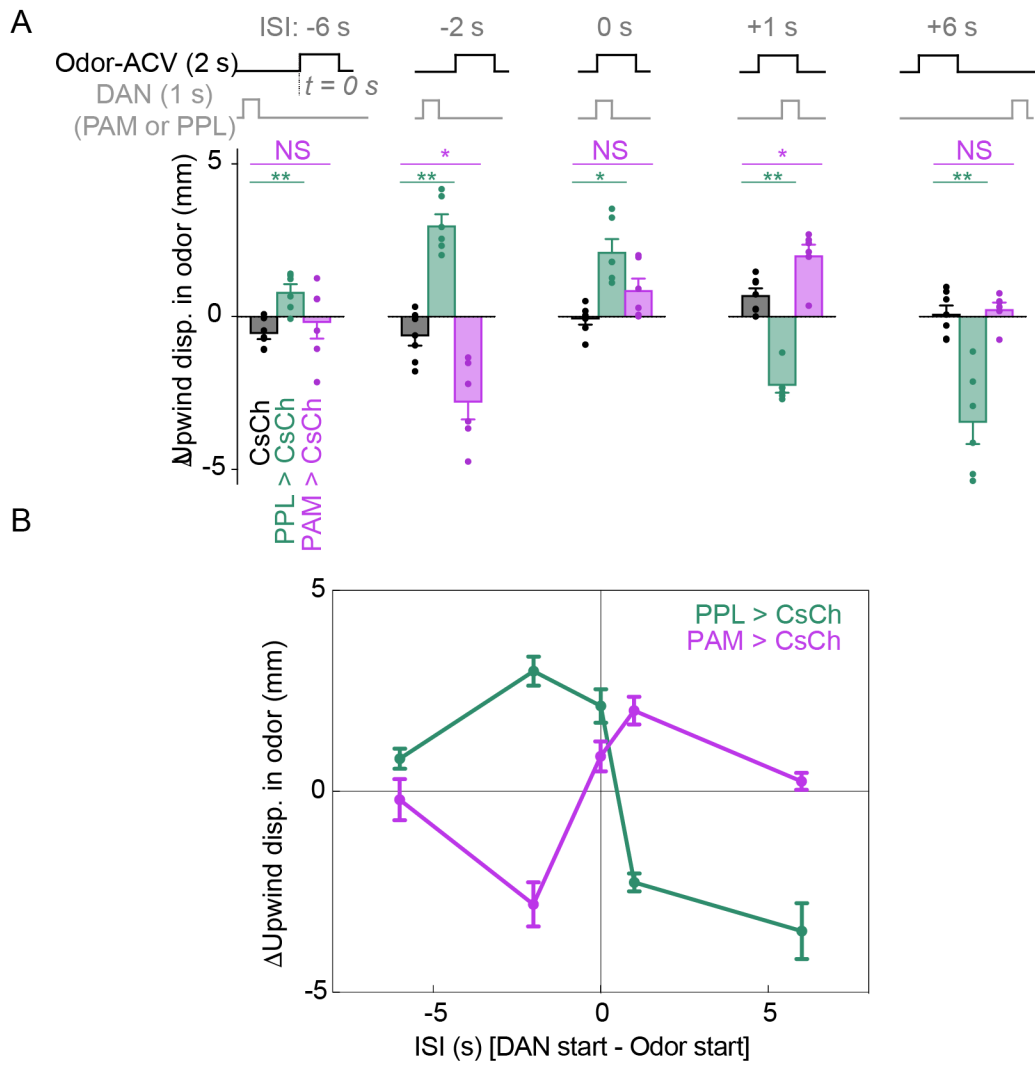 A
ISI: -6 s -2 s 0 s +1 s +6 s
Odor-ACV (2 s)
t = 0 s
DAN (1 s)
(PAM or PPL)
NS * NS * NS
** ** * ** **
5
0
-5
ΔUpwind disp. in odor (mm)
CsCh
PPL > CsCh
PAM > CsCh
B
5
0
-5
ΔUpwind disp. in odor (mm)
PPL > CsCh
PAM > CsCh
-5 0 5
ISI (s) [DAN start - Odor start]